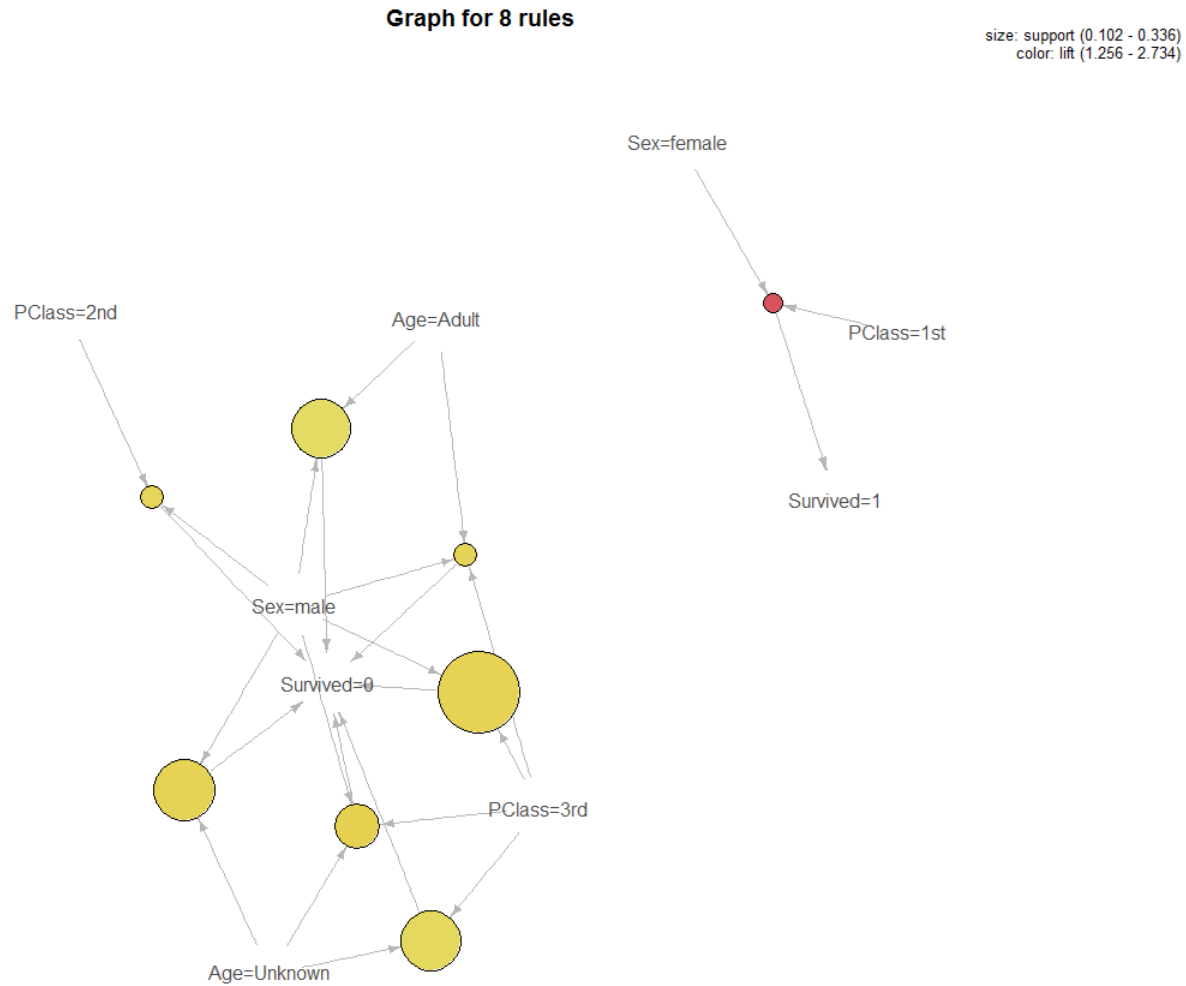 Graph for 8 rules
size: support (0.102 - 0.336)
color: lift (1.256 - 2.734)
Sex=female
PClass=2nd
Age=Adult
PClass=1st
Survived=1
Sex=male
Survived=0
PClass=3rd
Age=Unknown